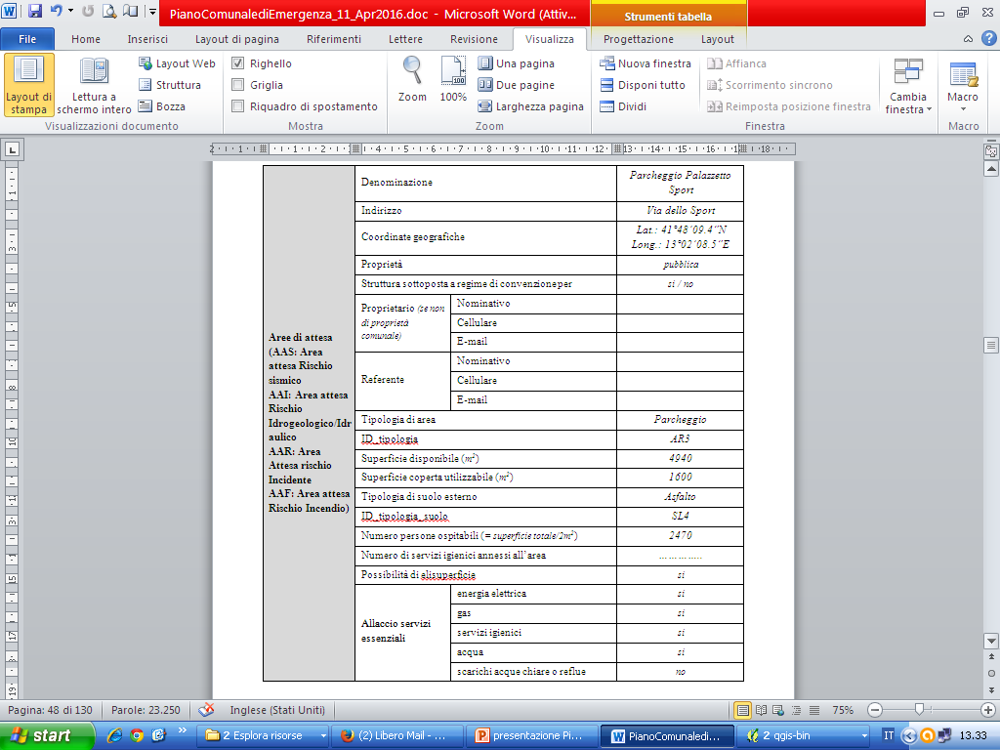 PianoComunalediEmergenza_11_Apr2016.doc - Microsoft Word (Attiv...
Strumenti tabella
File Home Inserisci Layout di pagina Riferimenti Lettere Revisione Visualizza Progettazione Layout
Layout di stampa
Lettura a schermo intero
Layout Web
Struttura
Bozza
Visualizzazioni documento
Righello
Griglia
Riquadro di spostamento
Mostra
Zoom
100%
Una pagina
Due pagine
Larghezza pagina
Zoom
Nuova finestra
Disponi tutto
Dividi
Affianca
Scorrimento sincrono
Reimposta posizione finestra
Finestra
Cambia finestra
Macro
Macro
Aree di attesa
(AAS: Area
attesa Rischio
sismico
AAI: Area attesa
Rischio
Idrogeologico/Idr
aulico
AAR: Area
Attesa rischio
Incidente
AAF: Area attesa
Rischio Incendio)
Denominazione Parcheggio Palazzetto
Sport
Indirizzo Via dello Sport
Coordinate geografiche Lat.: 41°48'09.4"N
Long.: 13°02'08.5"E
Proprietà pubblica
Struttura sottoposta a regime di convenzione per si / no
Proprietario (se non
di proprietà
comunale)
Nominativo
Cellulare
E-mail
Referente
Nominativo
Cellulare
E-mail
Tipologia di area Parcheggio
ID_tipologia AR3
Superficie disponibile (m²) 4940
Superficie coperta utilizzabile (m²) 1600
Tipologia di suolo esterno Asfalto
ID_tipologia_suolo SL4
Numero persone ospitabili (= superficie totale/2m²) 2470
Numero di servizi igienici annessi all'area …………..
Possibilità di elisuperficie si
Allaccio servizi
essenziali
energia elettrica si
gas si
servizi igienici si
acqua si
scarichi acque chiare o reflue no
Pagina: 48 di 130 Parole: 23.250 Inglese (Stati Uniti) 75%
start 2 Esplora risorse (2) Libero Mail - ... presentazione Pi... PianoComunaledi... 2 qgis-bin IT 13.33